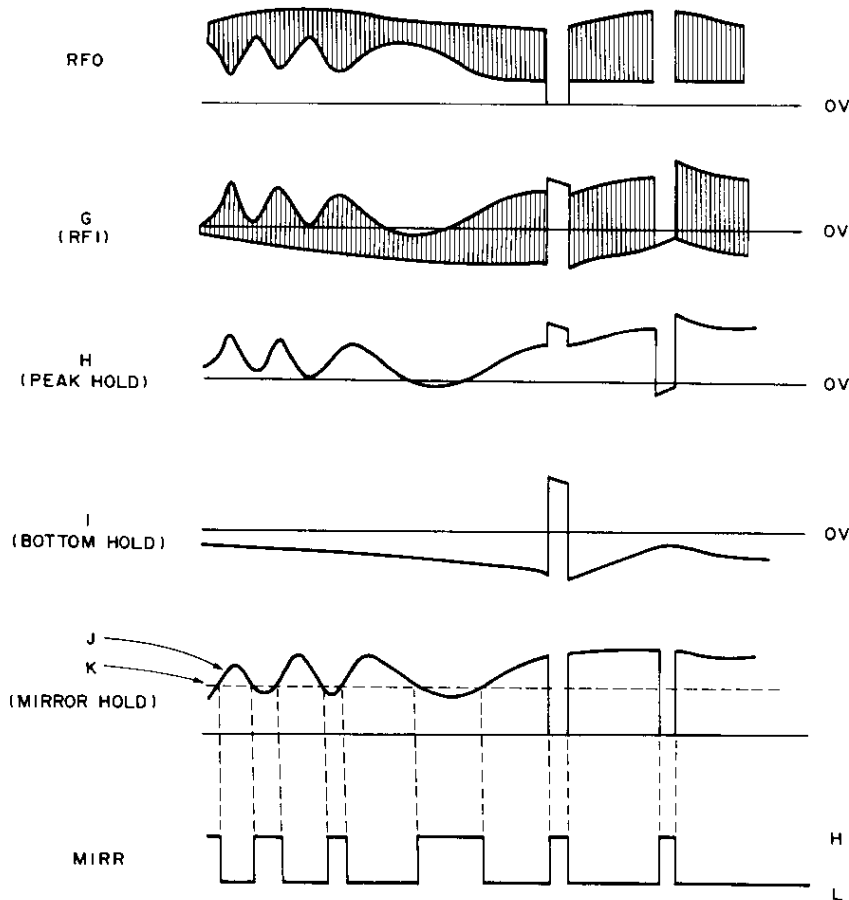 RFO
OV
G
(RFI)
OV
H
(PEAK HOLD)
OV
I
(BOTTOM HOLD)
OV
J
K
(MIRROR HOLD)
MIRR
H
L